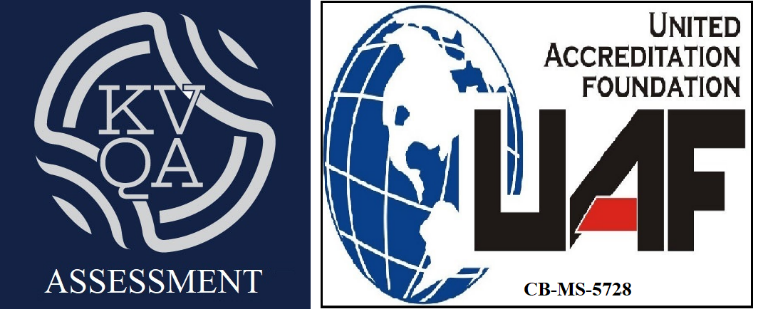 KV
QA
ASSESSMENT
UNITED
ACCREDITATION
FOUNDATION
UAF
CB-MS-5728